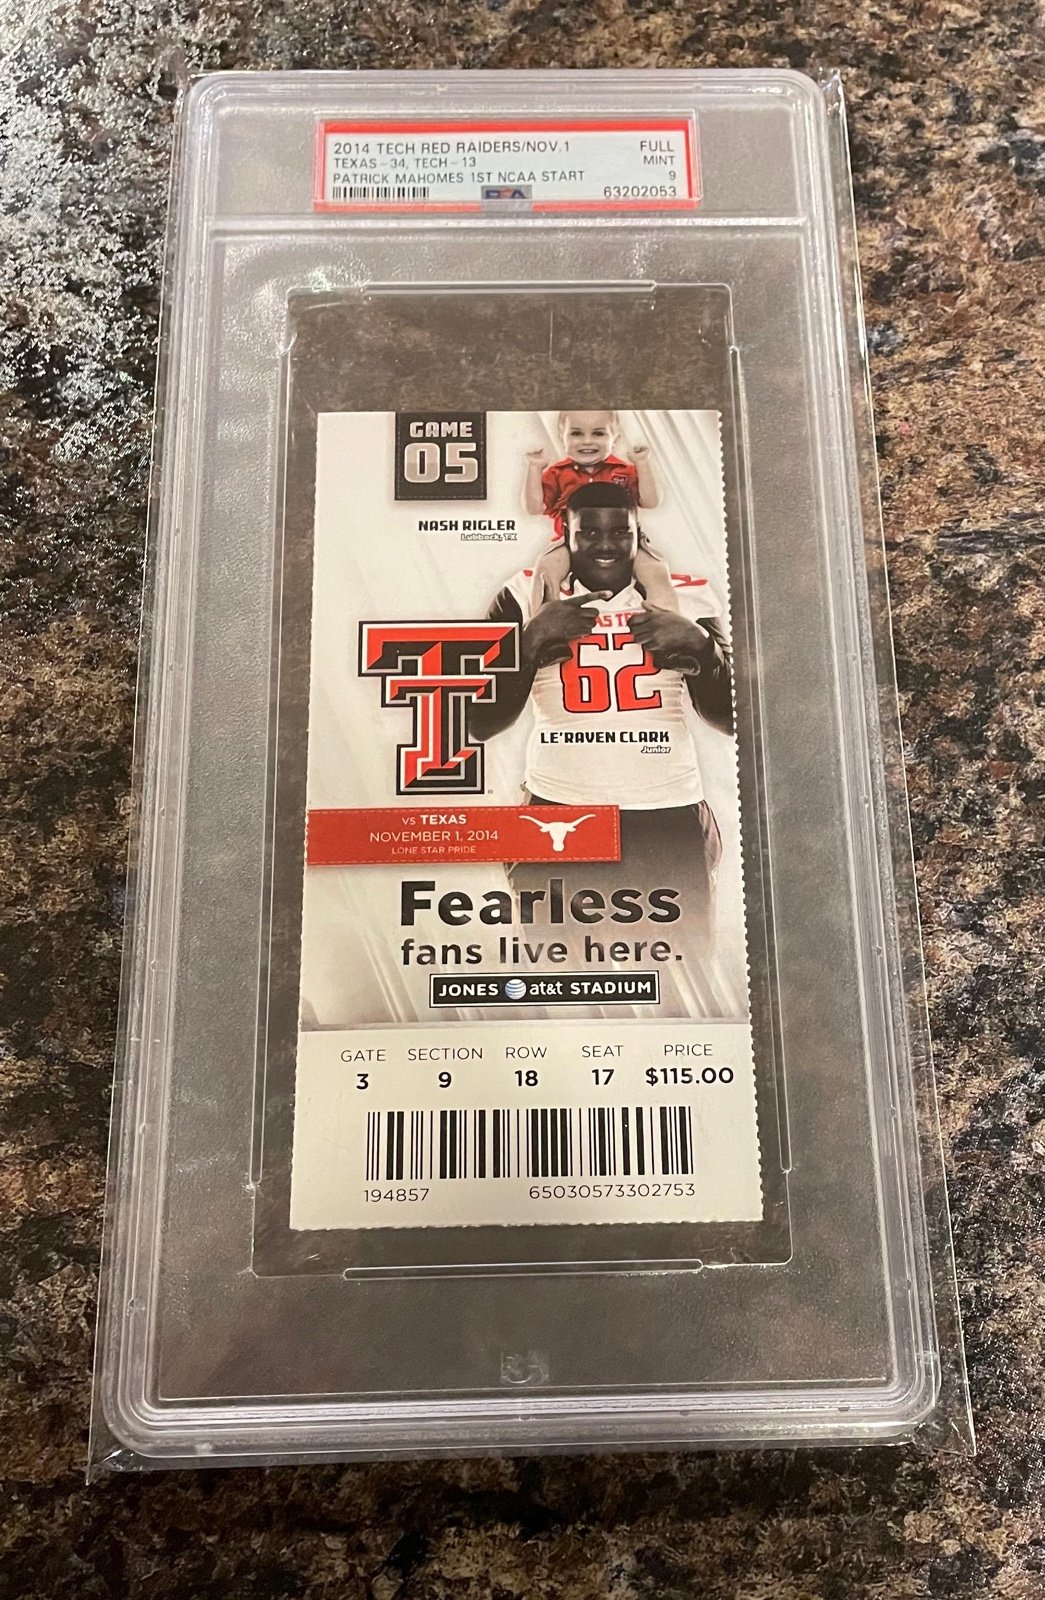 2014 TECH RED RAIDERS/NOV.1 FULL
TEXAS-34, TECH-13 MINT
PATRICK MAHOMES 1ST NCAA START 9
PSA 63202053
GAME
05
NASH RIGLER
Lubbock, TX
62
LE'RAVEN CLARK
Junior
vs TEXAS
NOVEMBER 1, 2014
LONE STAR PRIDE
Fearless
fans live here.
JONES at&t STADIUM
GATE SECTION ROW SEAT PRICE
3 9 18 17 $115.00
194857 65030573302753